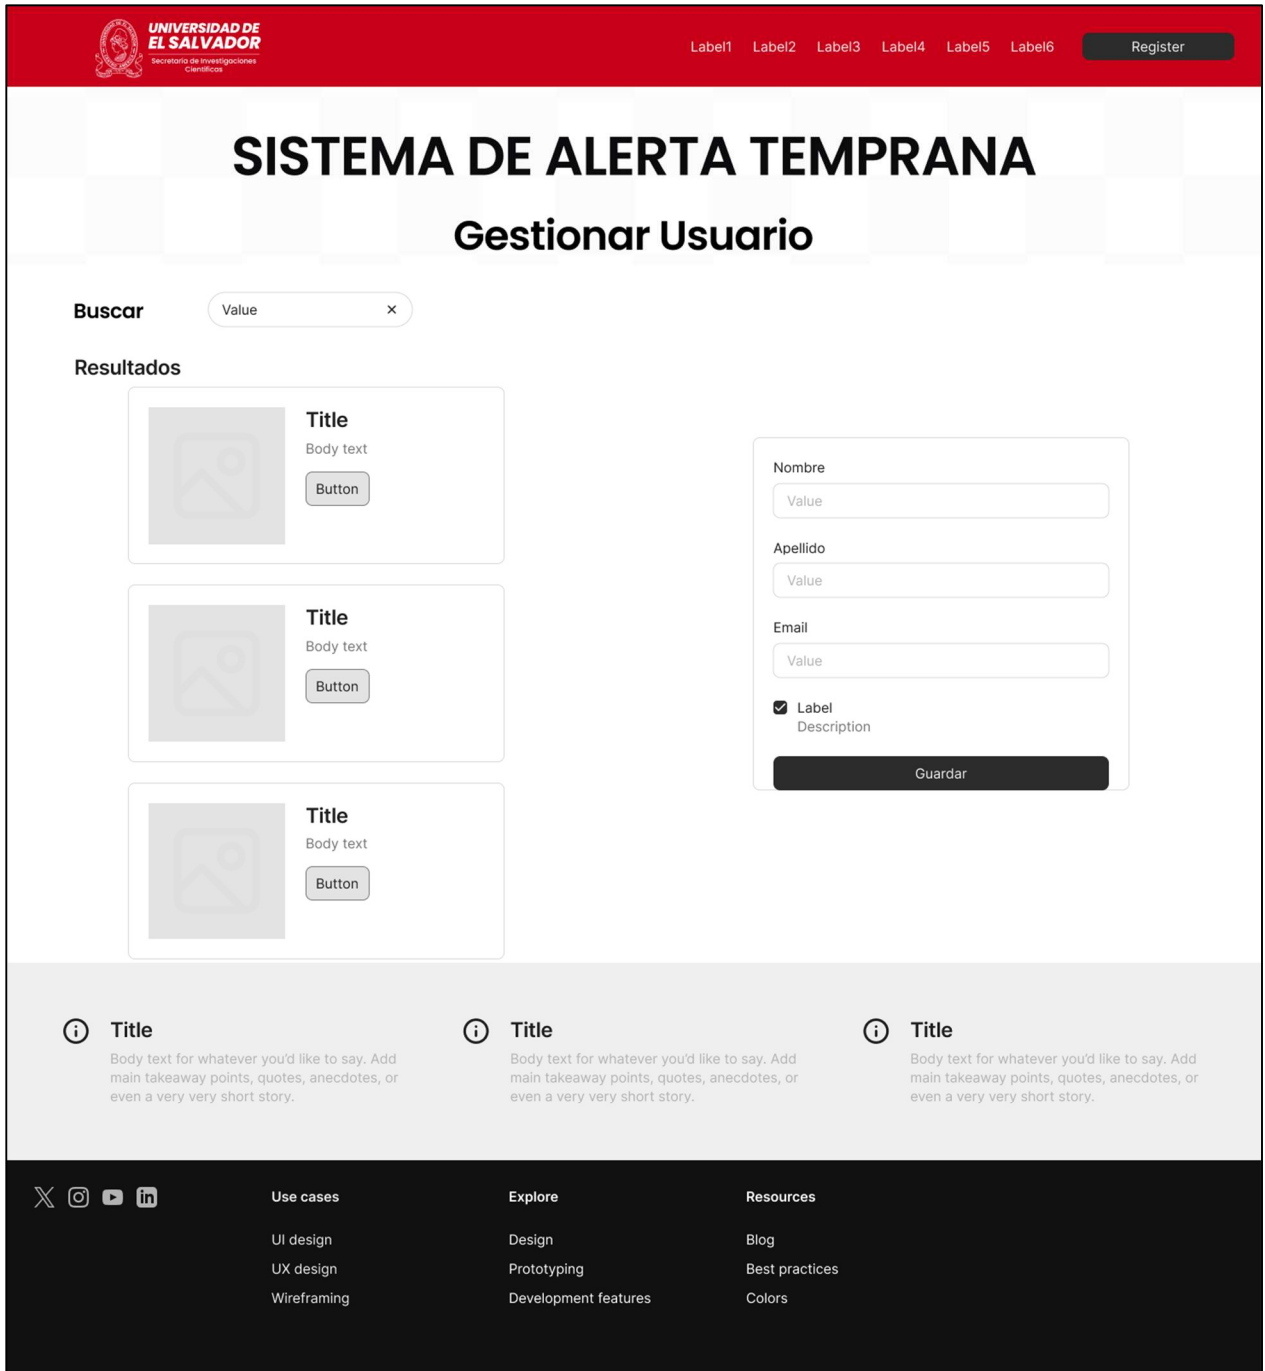 UNIVERSIDAD DE
EL SALVADOR
Secretaría de Investigaciones
Científicas
Label1 Label2 Label3 Label4 Label5 Label6 Register
SISTEMA DE ALERTA TEMPRANA
Gestionar Usuario
Buscar Value
Resultados
Title
Body text
Button
Title
Body text
Button
Title
Body text
Button
Nombre
Value
Apellido
Value
Email
Value
Label
Description
Guardar
Title
Body text for whatever you'd like to say. Add
main takeaway points, quotes, anecdotes, or
even a very very short story.
Title
Body text for whatever you'd like to say. Add
main takeaway points, quotes, anecdotes, or
even a very very short story.
Title
Body text for whatever you'd like to say. Add
main takeaway points, quotes, anecdotes, or
even a very very short story.
Use cases
UI design
UX design
Wireframing
Explore
Design
Prototyping
Development features
Resources
Blog
Best practices
Colors